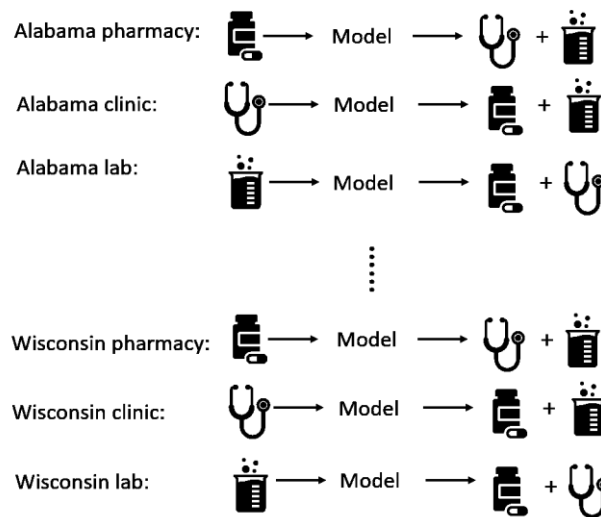 Alabama pharmacy: Model +
Alabama clinic: Model +
Alabama lab: Model +
Wisconsin pharmacy: Model +
Wisconsin clinic: Model +
Wisconsin lab: Model +